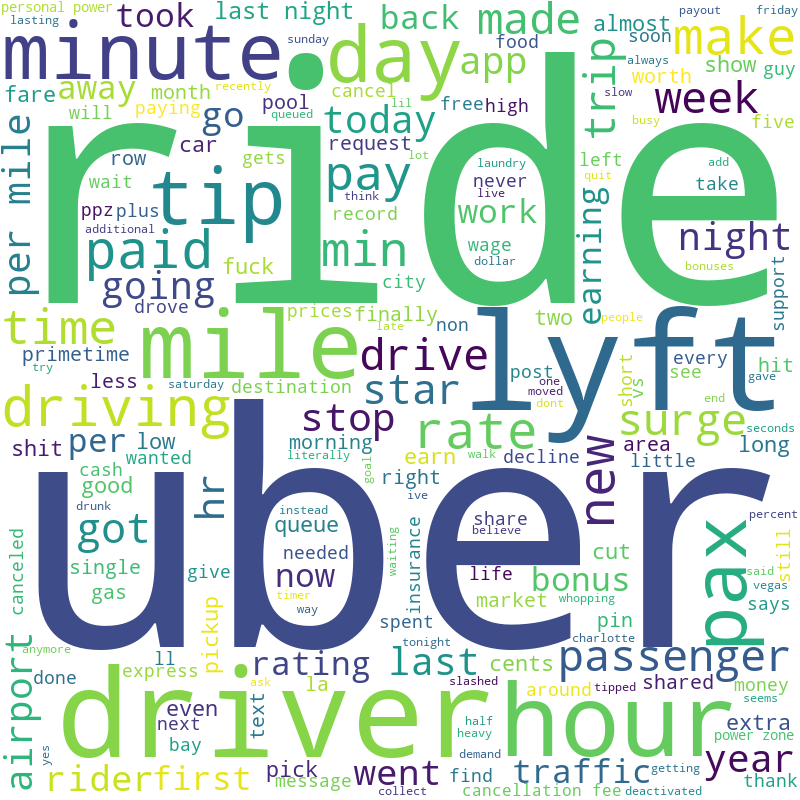 personal power
lasting
took
last night
back
made
almost
payout
friday
soon
always
make
minute
sunday
day
app
food
trip
show
guy
fare
away
month
cancel
worth
slow
week
will
paying
pool
queued
recently
lil
free
high
busy
five
per mile
go
today
ride
row
car
request
lot
laundry
left
add
quit
take
wait
gets
pay
think
never
live
tip
ppz
plus
record
work
earning
night
additional
paid
fuck
min
wage
dollar
city
bonuses
going
drove
support
time
mile
prices
finally
late
non
lyft
two
people
primetime
drive
try
less
saturday
destination
star
post
one
moved
dont
short
vs
every
see
gave
hit
end
driving
stop
rate
surge
shit
per
low
morning
literally
goal
walk
earn
decline
new
area
little
long
seconds
wanted
right
cash
good
hr
uber
ive
believe
share
percent
drunk
got
instead
queue
waiting
insurance
pax
canceled
needed
cut
still
single
gas
give
now
timer
way
life
bonus
market
whopping
said
vegas
says
pin
spent
tonight
charlotte
airport
anymore
ll
pickup
rating
last
cents
passenger
done
express
la
slashed
around
tipped
shared
money
seems
ask
driver
hour
even
next
text
half
heavy
extra
power zone
yes
bay
demand
year
rider
first
pick
went
find
traffic
getting
message
collect
cancellation fee
deactivated
thank